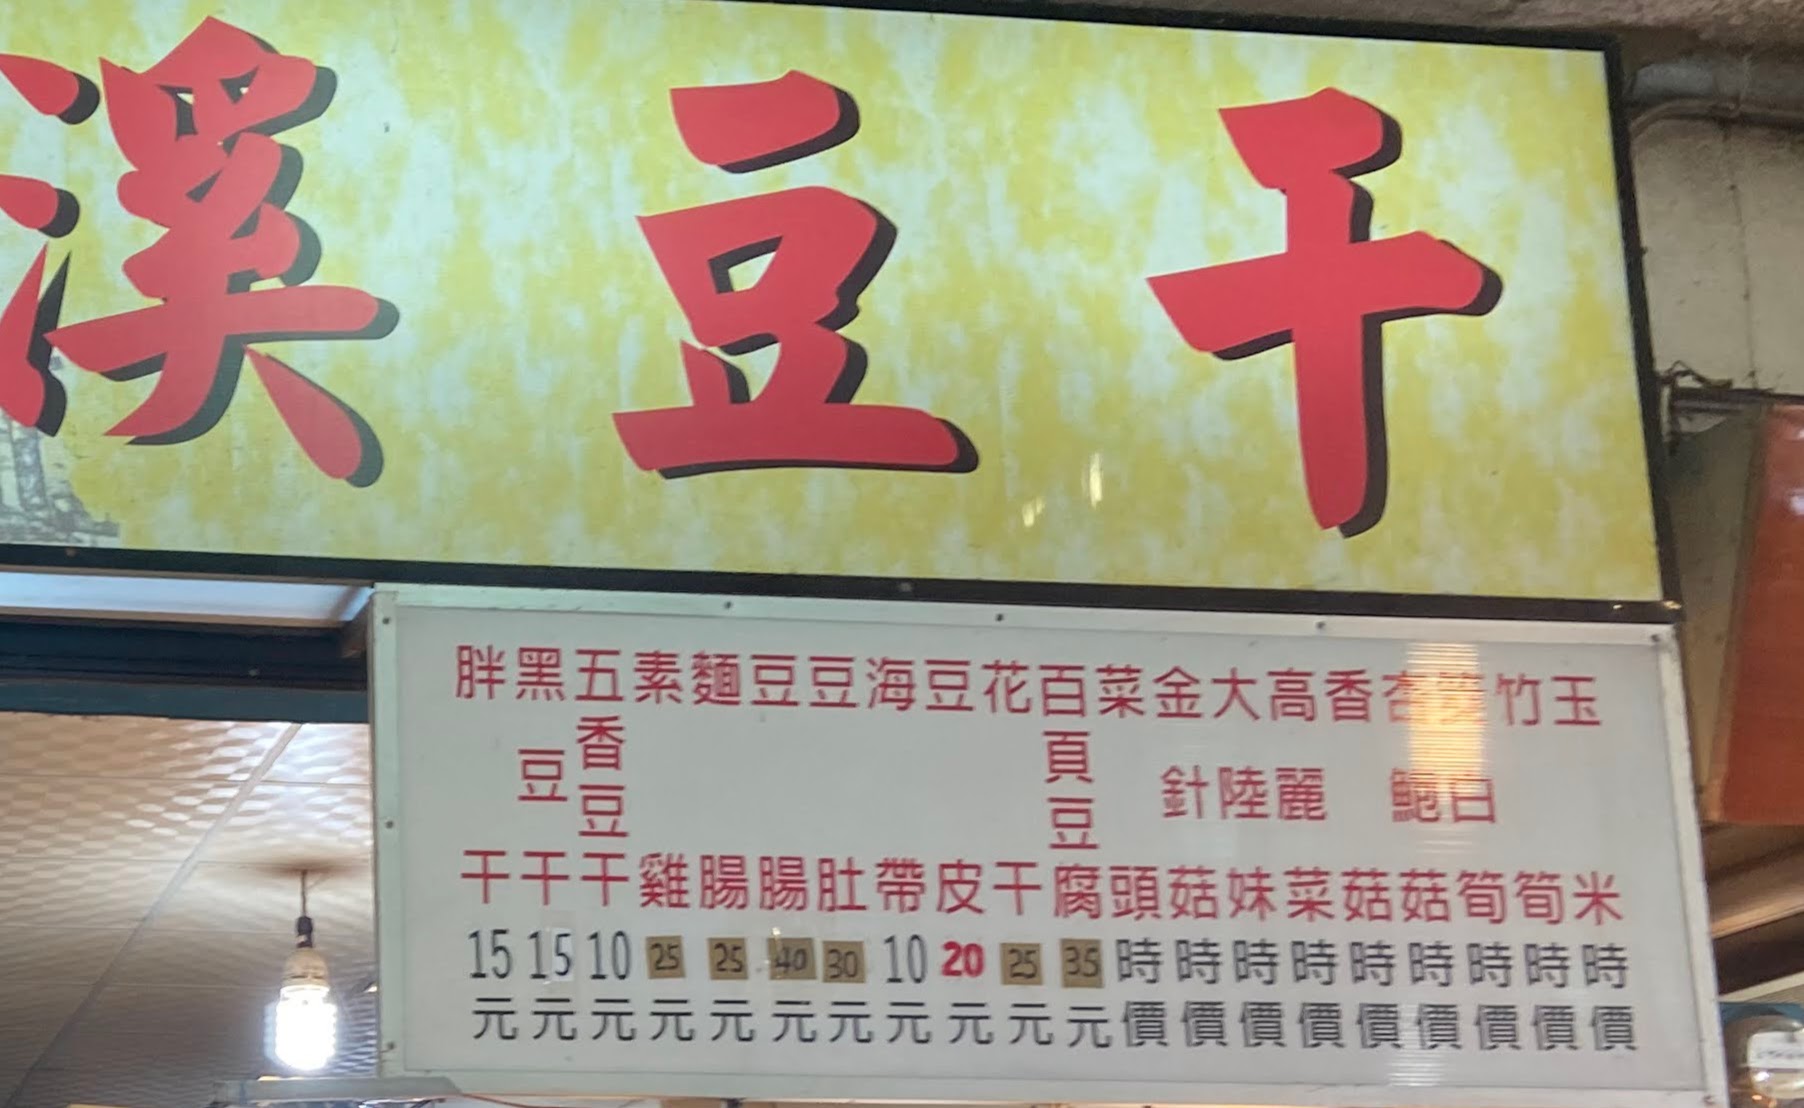 溪豆干
胖干 15元
黑豆干 15元
五香豆干 10元
素雞 25元
麵腸 25元
豆腸 40元
豆肚 30元
海帶 10元
豆皮 20元
花干 25元
百頁豆腐 35元
菜頭 時價
金針菇 時價
大陸妹 時價
高麗菜 時價
香菇 時價
杏鮑菇 時價
筊白筍 時價
竹筍 時價
玉米 時價